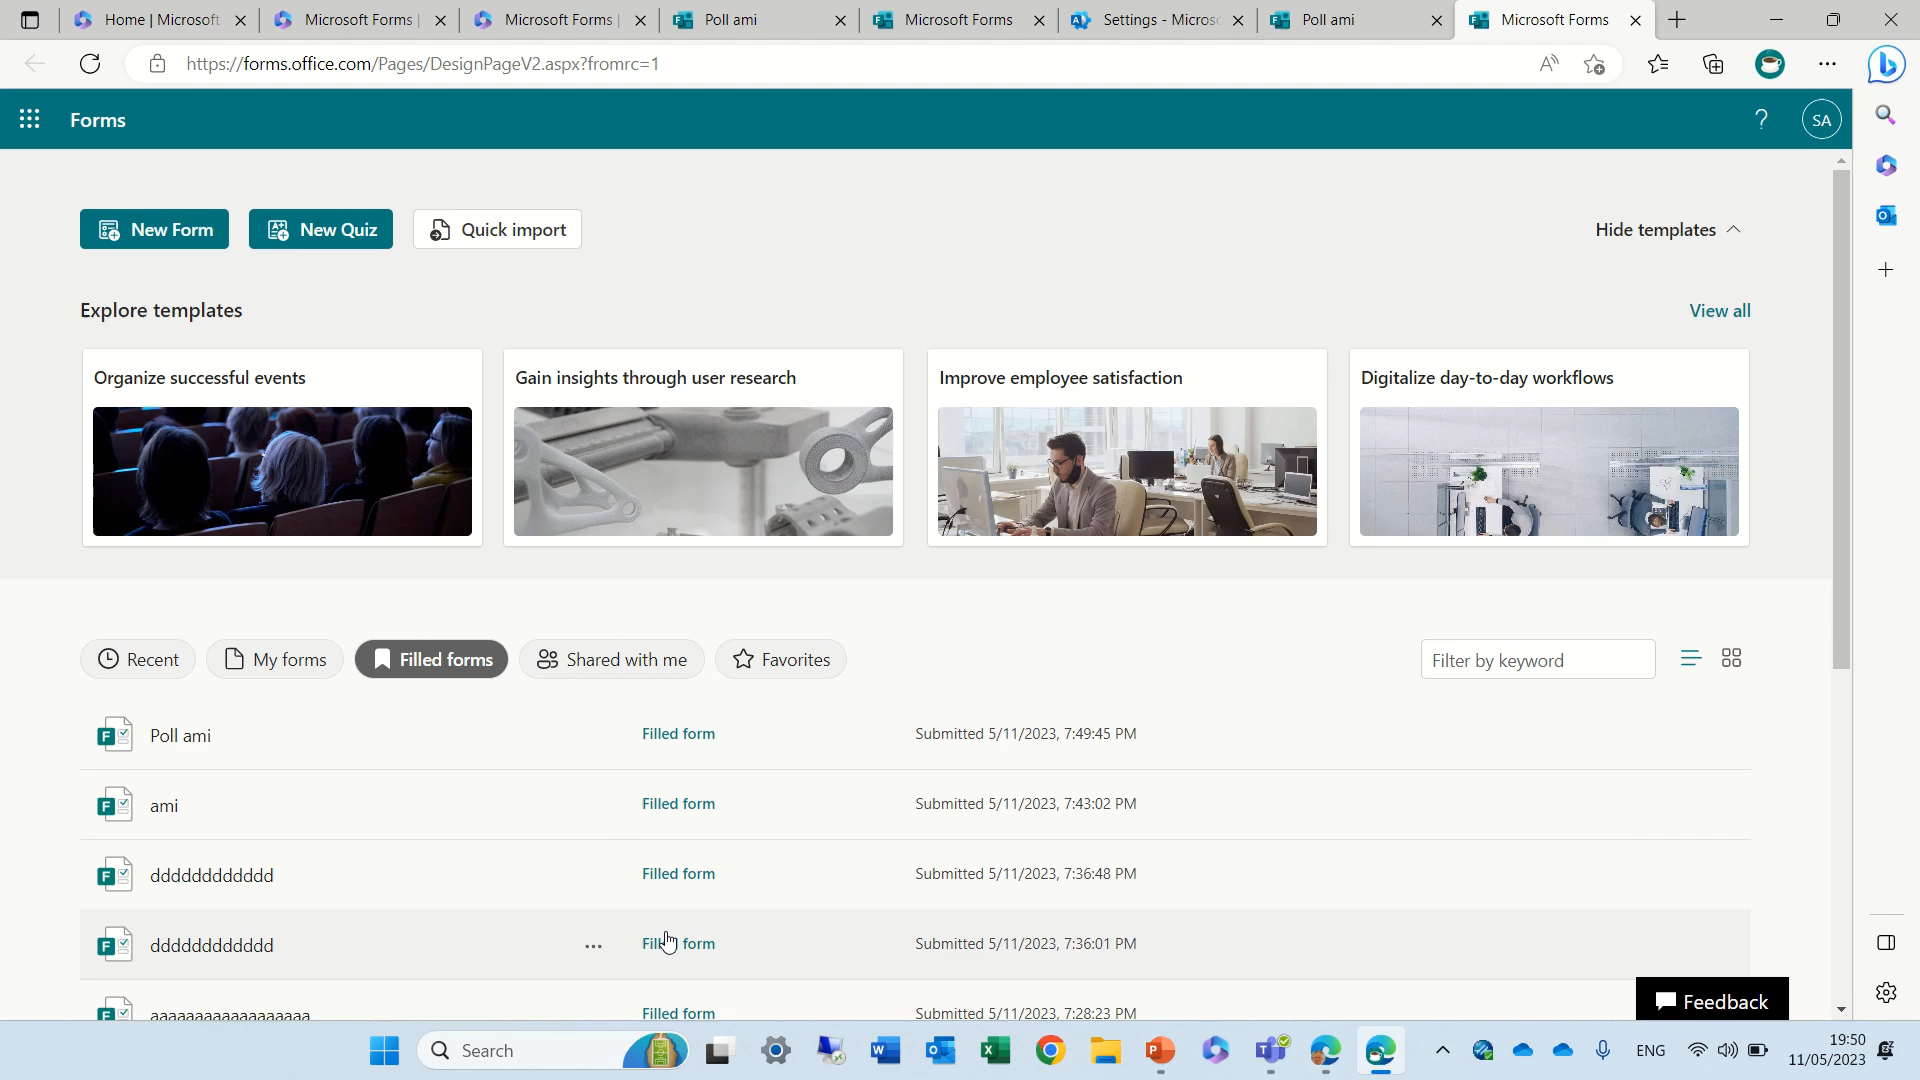 Home | Microsoft
Microsoft Forms |
Microsoft Forms |
Poll ami
Microsoft Forms
Settings - Micros
Poll ami
Microsoft Forms
https://forms.office.com/Pages/DesignPageV2.aspx?fromrc=1
Forms
?
SA
New Form
New Quiz
Quick import
Hide templates
Explore templates
View all
Organize successful events
Gain insights through user research
Improve employee satisfaction
Digitalize day-to-day workflows
Recent
My forms
Filled forms
Shared with me
Favorites
Filter by keyword
Poll ami
Filled form
Submitted 5/11/2023, 7:49:45 PM
ami
Filled form
Submitted 5/11/2023, 7:43:02 PM
dddddddddddd
Filled form
Submitted 5/11/2023, 7:36:48 PM
dddddddddddd
Filled form
Submitted 5/11/2023, 7:36:01 PM
Filled form
Submitted 5/11/2023, 7:28:23 PM
Feedback
Search
ENG
19:50
11/05/2023